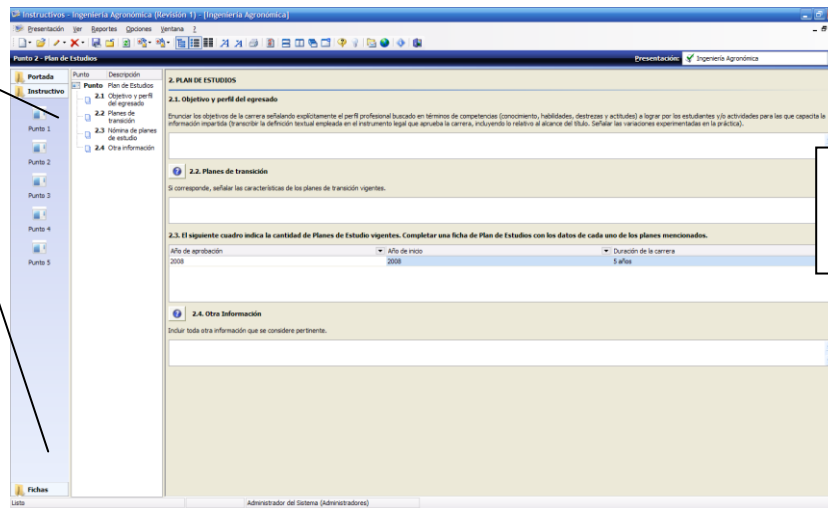 Instructivos - Ingeniería Agronómica (Revisión 1) - [Ingeniería Agronómica]
Presentación Ver Reportes Opciones Ventana ?
Punto 2 - Plan de Estudios
Presentación: Ingeniería Agronómica
Portada
Instructivo
Punto 1
Punto 2
Punto 3
Punto 4
Punto 5
Fichas
Punto Descripción
Punto Plan de Estudios
2.1 Objetivo y perfil
del egresado
2.2 Planes de
transición
2.3 Nómina de planes
de estudio
2.4 Otra información
2. PLAN DE ESTUDIOS
2.1. Objetivo y perfil del egresado
Enunciar los objetivos de la carrera señalando explícitamente el perfil profesional buscado en términos de competencias (conocimiento, habilidades, destrezas y actitudes) a lograr por los estudiantes y/o actividades para las que capacita la
información impartida (transcribir la definición textual empleada en el instrumento legal que aprueba la carrera, incluyendo lo relativo al alcance del título. Señalar las variaciones experimentadas en la práctica).
2.2. Planes de transición
Si corresponde, señalar las características de los planes de transición vigentes.
2.3. El siguiente cuadro indica la cantidad de Planes de Estudio vigentes. Completar una ficha de Plan de Estudios con los datos de cada uno de los planes mencionados.
Año de aprobación Año de inicio Duración de la carrera
2008 2008 5 años
2.4. Otra Información
Incluir toda otra información que se considere pertinente.
Listo Administrador del Sistema (Administradores)